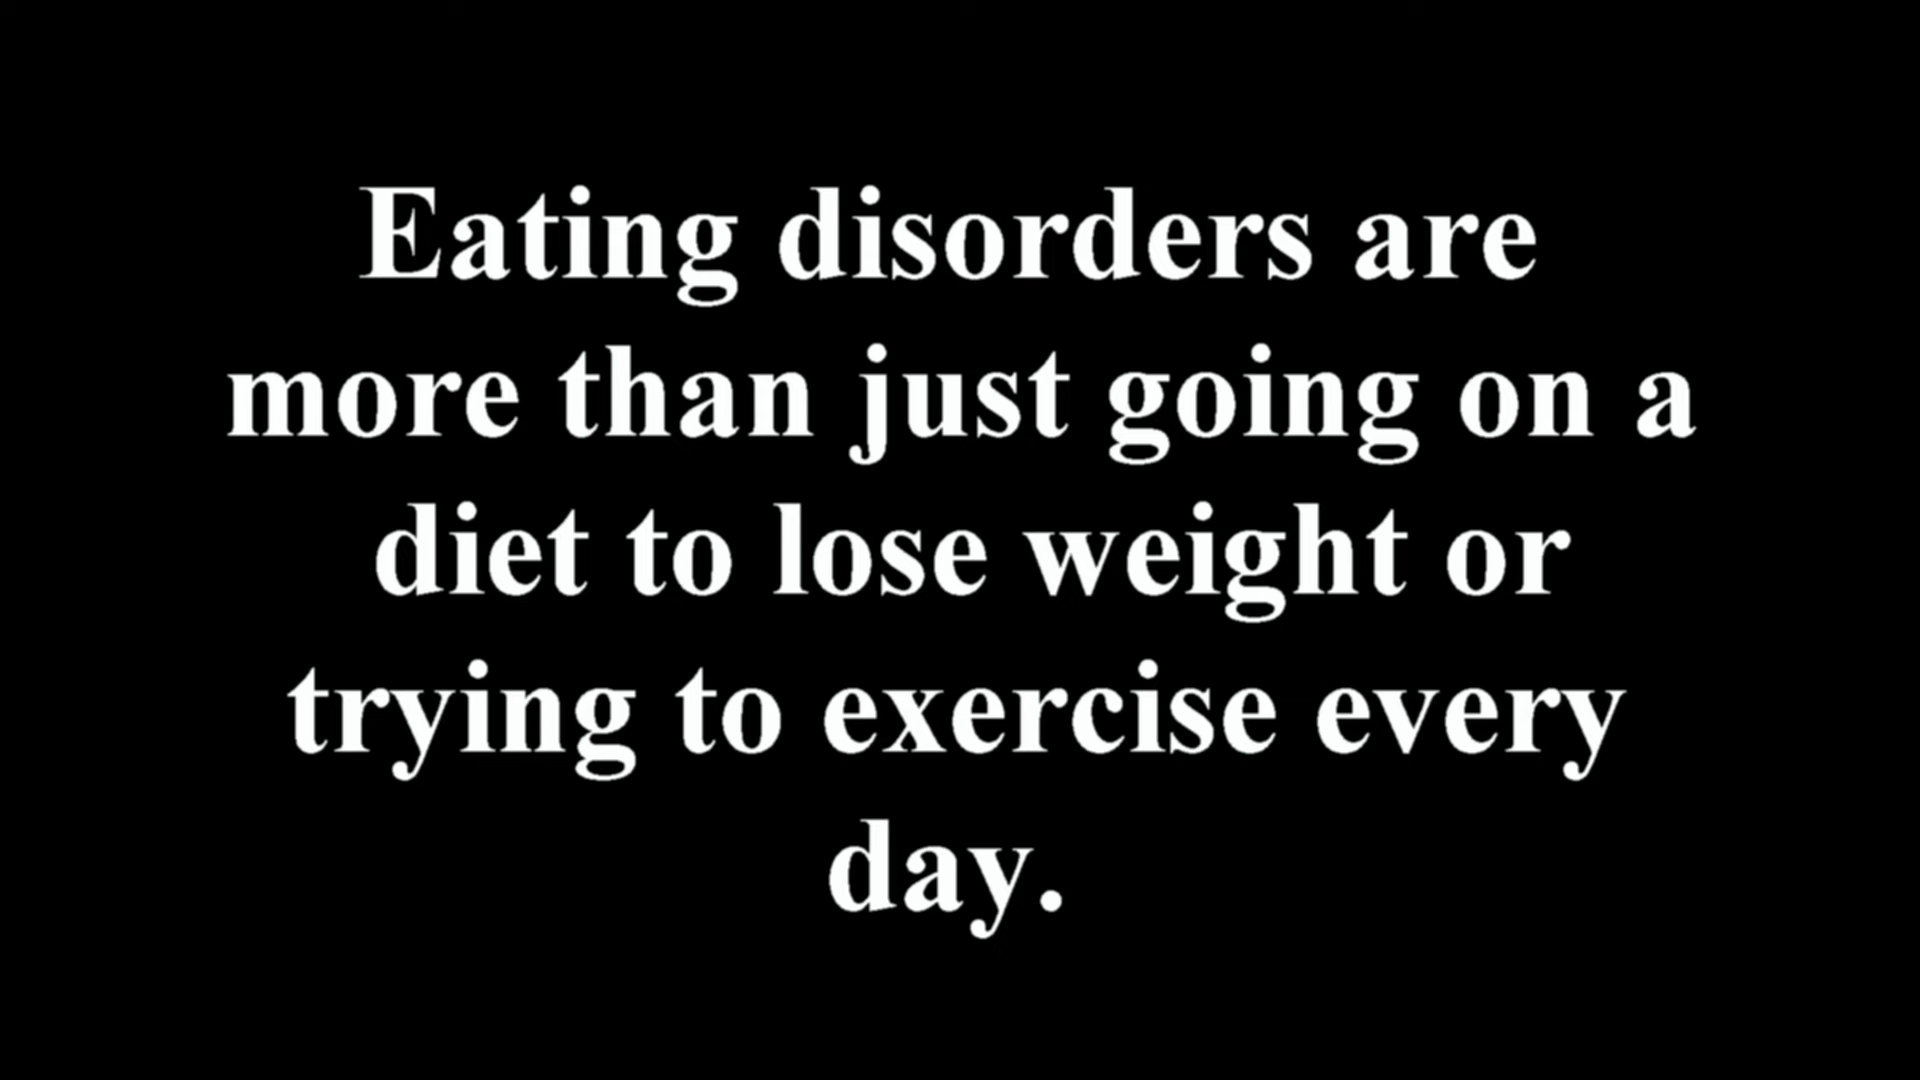 Eating disorders are
more than just going on a
diet to lose weight or
trying to exercise every
day.